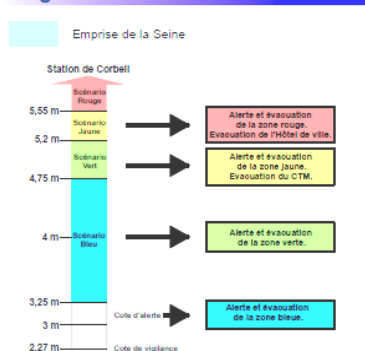 Emprise de la Seine
Station de Corbeil
Scénario
Rouge
5,55 m
Scénario
Jaune
5,2 m
Scénario
Vert
4,75 m
4 m
Scénario
Bleu
3,25 m
Cote d'alerte
3 m
2,27 m
Cote de vigilance
Alerte et évacuation
de la zone rouge.
Evacuation de l'Hôtel de ville.
Alerte et évacuation
de la zone jaune.
Evacuation du CTM.
Alerte et évacuation
de la zone verte.
Alerte et évacuation
de la zone bleue.